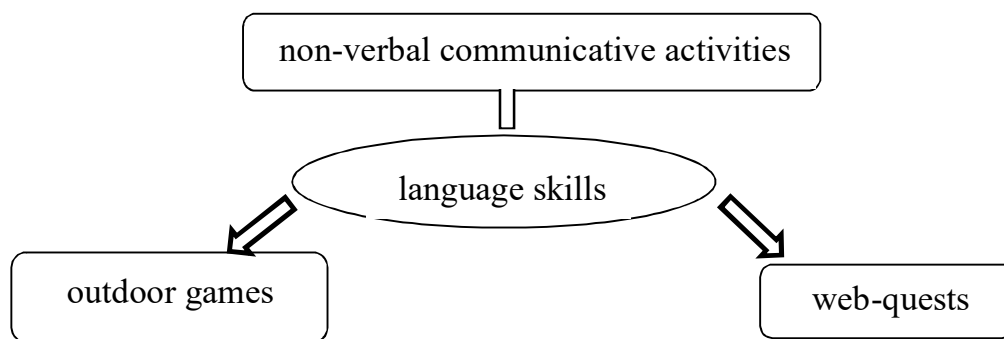 non-verbal communicative activities
language skills
outdoor games
web-quests